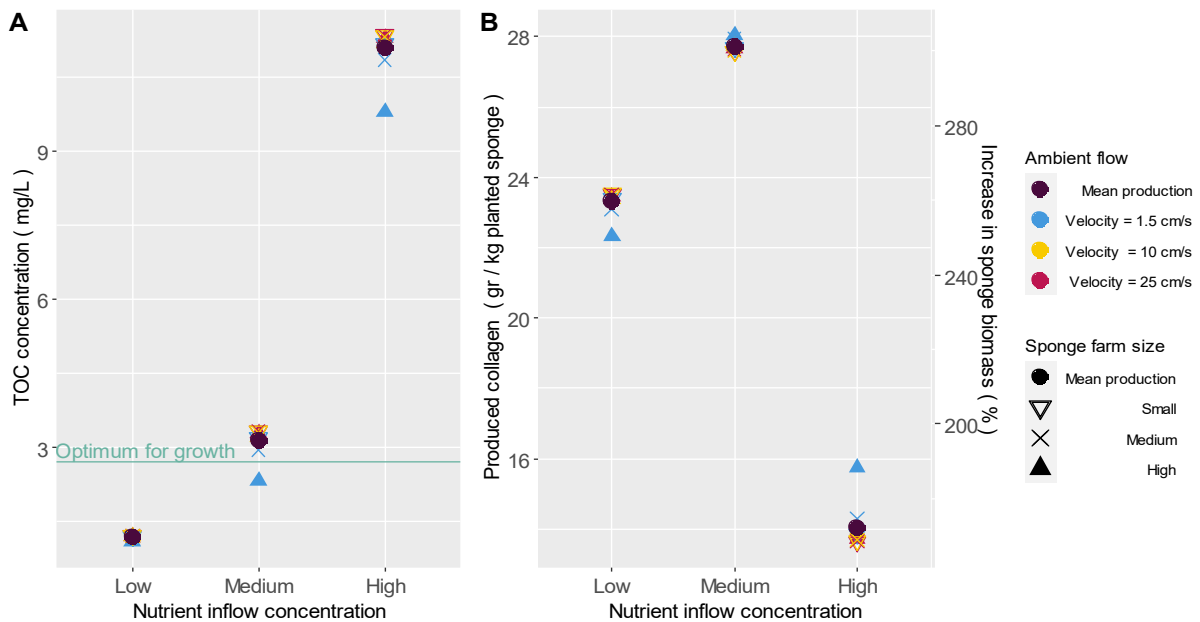 A
TOC concentration ( mg/L )
9
6
3
Optimum for growth
Low Medium High
Nutrient inflow concentration
B
Produced collagen ( gr / kg planted sponge )
28
24
20
16
Low Medium High
Nutrient inflow concentration
280
240
200
Increase in sponge biomass ( % )
Ambient flow
Mean production
Velocity = 1.5 cm/s
Velocity = 10 cm/s
Velocity = 25 cm/s
Sponge farm size
Mean production
Small
Medium
High